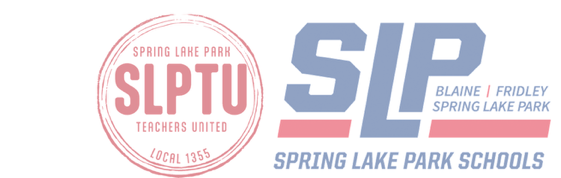 SPRING LAKE PARK
SLPTU
TEACHERS UNITED
LOCAL 1355
SLP
BLAINE | FRIDLEY
SPRING LAKE PARK
SPRING LAKE PARK SCHOOLS